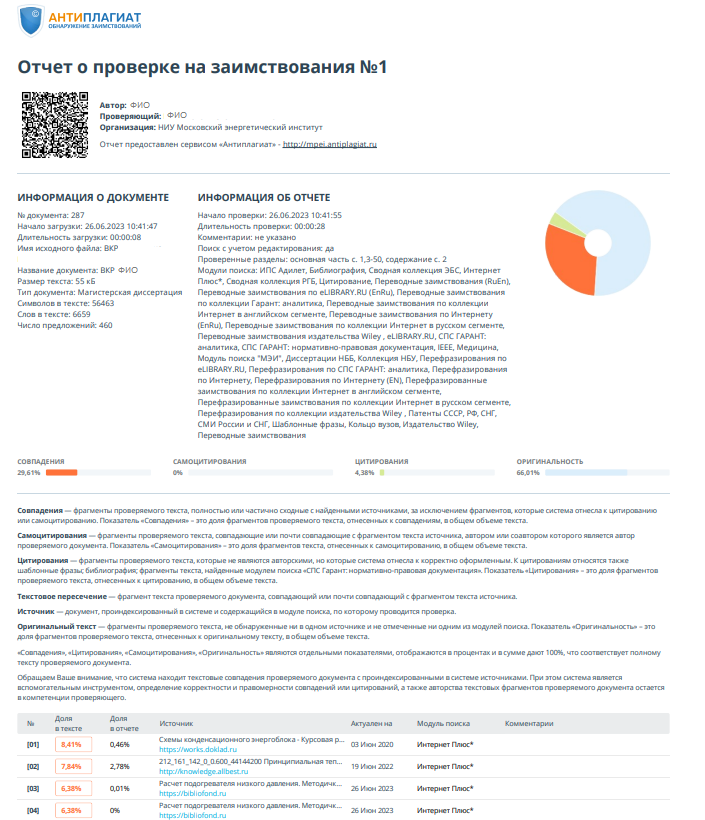 АНТИПЛАГИАТ
ОБНАРУЖЕНИЕ ЗАИМСТВОВАНИЙ
Отчет о проверке на заимствования №1
Автор: ФИО
Проверяющий: ФИО
Организация: НИУ Московский энергетический институт
Отчет предоставлен сервисом «Антиплагиат» - http://mpei.antiplagiat.ru
ИНФОРМАЦИЯ О ДОКУМЕНТЕ
№ документа: 287
Начало загрузки: 26.06.2023 10:41:47
Длительность загрузки: 00:00:08
Имя исходного файла: ВКР
Название документа: ВКР ФИО
Размер текста: 55 кБ
Тип документа: Магистерская диссертация
Символов в тексте: 56463
Слов в тексте: 6659
Число предложений: 460
ИНФОРМАЦИЯ ОБ ОТЧЕТЕ
Начало проверки: 26.06.2023 10:41:55
Длительность проверки: 00:00:28
Комментарии: не указано
Поиск с учетом редактирования: да
Проверенные разделы: основная часть с. 1,3-50, содержание с. 2
Модули поиска: ИПС Адилет, Библиография, Сводная коллекция ЭБС, Интернет
Плюс*, Сводная коллекция РГБ, Цитирование, Переводные заимствования (RuEn),
Переводные заимствования по eLIBRARY.RU (EnRu), Переводные заимствования
по коллекции Гарант: аналитика, Переводные заимствования по коллекции
Интернет в английском сегменте, Переводные заимствования по Интернету
(EnRu), Переводные заимствования по коллекции Интернет в русском сегменте,
Переводные заимствования издательства Wiley , eLIBRARY.RU, СПС ГАРАНТ:
аналитика, СПС ГАРАНТ: нормативно-правовая документация, IEEE, Медицина,
Модуль поиска "МЭИ", Диссертации НББ, Коллекция НБУ, Перефразирования по
eLIBRARY.RU, Перефразирования по СПС ГАРАНТ: аналитика, Перефразирования
по Интернету, Перефразирования по Интернету (EN), Перефразированные
заимствования по коллекции Интернет в английском сегменте,
Перефразированные заимствования по коллекции Интернет в русском сегменте,
Перефразирования по коллекции издательства Wiley , Патенты СССР, РФ, СНГ,
СМИ России и СНГ, Шаблонные фразы, Кольцо вузов, Издательство Wiley,
Переводные заимствования
СОВПАДЕНИЯ
29,61%
САМОЦИТИРОВАНИЯ
0%
ЦИТИРОВАНИЯ
4,38%
ОРИГИНАЛЬНОСТЬ
66,01%
Совпадения — фрагменты проверяемого текста, полностью или частично сходные с найденными источниками, за исключением фрагментов, которые система отнесла к цитированию
или самоцитированию. Показатель «Совпадения» – это доля фрагментов проверяемого текста, отнесенных к совпадениям, в общем объеме текста.
Самоцитирования — фрагменты проверяемого текста, совпадающие или почти совпадающие с фрагментом текста источника, автором или соавтором которого является автор
проверяемого документа. Показатель «Самоцитирования» – это доля фрагментов текста, отнесенных к самоцитированию, в общем объеме текста.
Цитирования — фрагменты проверяемого текста, которые не являются авторскими, но которые система отнесла к корректно оформленным. К цитированиям относятся также
шаблонные фразы; библиография; фрагменты текста, найденные модулем поиска «СПС Гарант: нормативно-правовая документация». Показатель «Цитирования» – это доля фрагментов
проверяемого текста, отнесенных к цитированию, в общем объеме текста.
Текстовое пересечение — фрагмент текста проверяемого документа, совпадающий или почти совпадающий с фрагментом текста источника.
Источник — документ, проиндексированный в системе и содержащийся в модуле поиска, по которому проводится проверка.
Оригинальный текст — фрагменты проверяемого текста, не обнаруженные ни в одном источнике и не отмеченные ни одним из модулей поиска. Показатель «Оригинальность» – это
доля фрагментов проверяемого текста, отнесенных к оригинальному тексту, в общем объеме текста.
«Совпадения», «Цитирования», «Самоцитирования», «Оригинальность» являются отдельными показателями, отображаются в процентах и в сумме дают 100%, что соответствует полному
тексту проверяемого документа.
Обращаем Ваше внимание, что система находит текстовые совпадения проверяемого документа с проиндексированными в системе источниками. При этом система является
вспомогательным инструментом, определение корректности и правомерности совпадений или цитирований, а также авторства текстовых фрагментов проверяемого документа остается
в компетенции проверяющего.
№ Доля в тексте Доля в отчете Источник Актуален на Модуль поиска Комментарии
[01] 8,41% 0,46% Схемы конденсационного энергоблока - Курсовая р... 03 Июн 2020 Интернет Плюс*
https://works.doklad.ru
[02] 7,84% 2,78% 212_161_142_0_0.600_44144200 Принципиальная теп... 19 Июн 2022 Интернет Плюс*
http://knowledge.allbest.ru
[03] 6,38% 0,01% Расчет подогревателя низкого давления. Методичк... 26 Июн 2023 Интернет Плюс*
https://bibliofond.ru
[04] 6,38% 0% Расчет подогревателя низкого давления. Методичк... 26 Июн 2023 Интернет Плюс*
https://bibliofond.ru